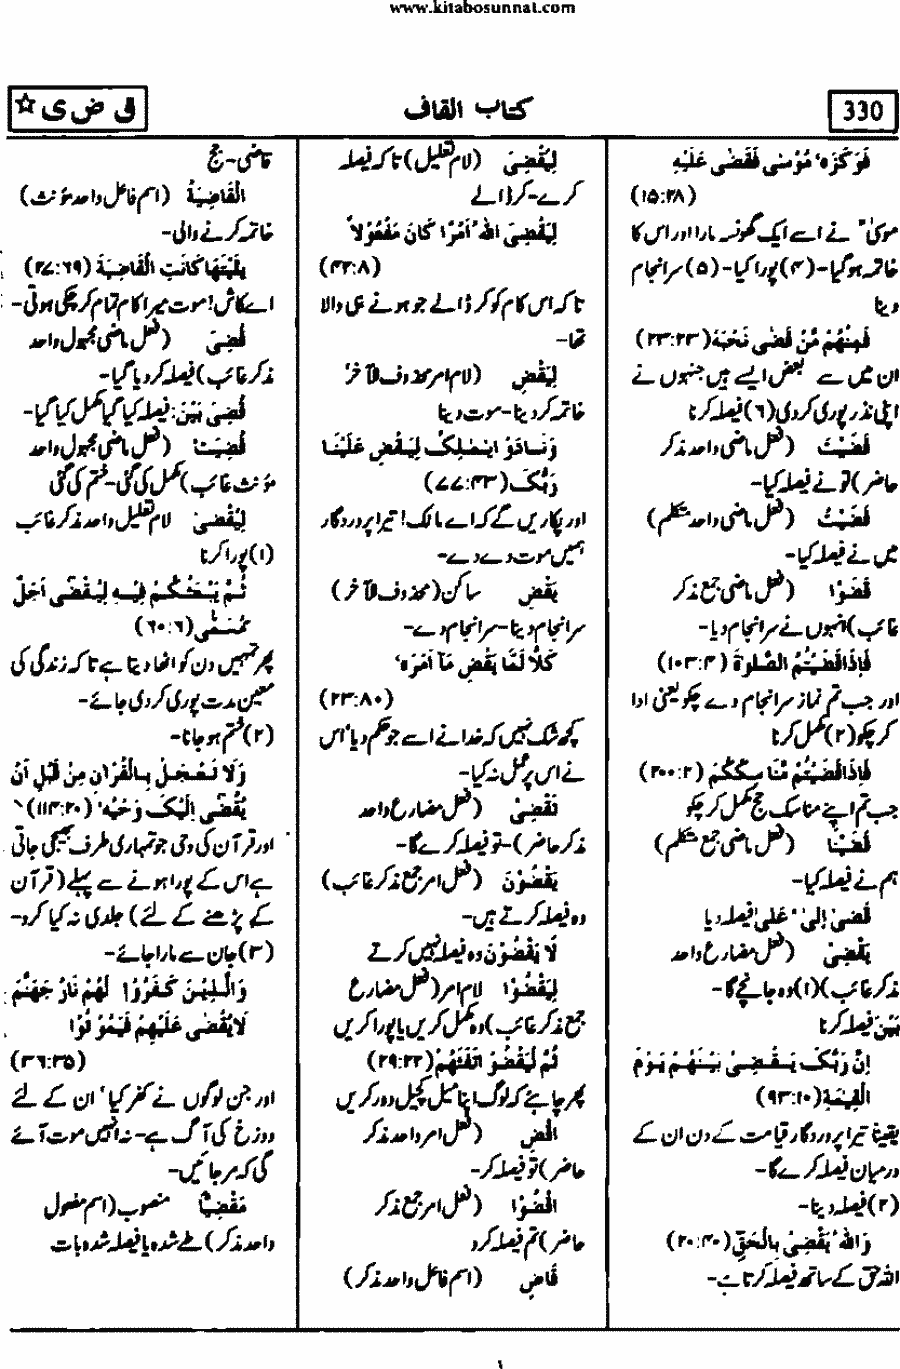 www.kitabosunnat.com
330
کتاب القاف
ق ض ی ☆
فَوَكَزَهٗ مُوْسٰى فَقَضٰى عَلَيْهِ
(۱۵:۲۸)
موسیٰ نے اسے ایک گھونسہ مارا اور اس کا
خاتمہ ہوگیا-(۴) پورا کیا-(۵) سرانجام
دینا
فَمِنْهُمْ مَّنْ قَضٰى نَحْبَهٗ (۲۳:۳۳)
ان میں سے بعض ایسے ہیں جنہوں نے
اپنی نذر پوری کردی (۶) فیصلہ کرنا
قَضَيْتَ (فعل ماضی واحد مذکر
حاضر) تو نے فیصلہ کیا-
قَضَيْتُ (فعل ماضی واحد متکلم)
میں نے فیصلہ کیا-
قَضَوْا (فعل ماضی جمع مذکر
غائب) انہوں نے سرانجام دیا-
فَاِذَا قَضَيْتُمُ الصَّلٰوةَ (۱۰۳:۴)
اور جب تم نماز سرانجام دے چکو یعنی ادا
کر چکو (۲) مکمل کرنا
فَاِذَا قَضَيْتُمْ مَّنَاسِكَكُمْ (۲۰۰:۲)
جب تم اپنے مناسک حج مکمل کر چکو
قَضَيْنَا (فعل ماضی جمع متکلم)
ہم نے فیصلہ کیا-
قَضٰى اِلٰى ' عَلٰى فیصلہ دیا
يَقْضِىْ (فعل مضارع واحد
مذکر غائب) (۱) وہ جانچے گا-
بَيْنَ فیصلہ کرنا
اِنَّ رَبَّكَ يَقْضِىْ بَيْنَهُمْ يَوْمَ
الْقِيٰمَةِ (۹۳:۱۰)
یقیناً تیرا پروردگار قیامت کے دن ان کے
درمیان فیصلہ کرے گا-
(۲) فیصلہ دینا-
وَاللّٰهُ يَقْضِىْ بِالْحَقِّ (۲۰:۴۰)
اللہ حق کے ساتھ فیصلہ کرتا ہے-
لِيَقْضِىَ (لام تعلیل) تاکہ فیصلہ
کرے- کر ڈالے
لِيَقْضِىَ اللّٰهُ اَمْرًا كَانَ مَفْعُوْلًا
(۴۲:۸)
تاکہ اس کام کو کر ڈالے جو ہونے ہی والا
تھا-
لِيَقْضِ (لام امر محذوف الآخر)
خاتمہ کر دینا- موت دینا
وَنَادَوْا يٰمٰلِكُ لِيَقْضِ عَلَيْنَا
رَبُّكَ (۷۷:۴۳)
اور پکاریں گے کہ اے مالک! تیرا پروردگار
ہمیں موت دے دے-
يَقْضِ ساکن (محذوف الآخر)
سرانجام دینا- سرانجام دے-
كَلَّا لَمَّا يَقْضِ مَآ اَمَرَهٗ
(۲۳:۸۰)
کچھ شک نہیں کہ خدا نے اسے جو حکم دیا' اس
نے اس پر عمل نہ کیا-
تَقْضِىْ (فعل مضارع واحد
مذکر حاضر)- تو فیصلہ کرے گا-
يَقْضُوْنَ (فعل امر جمع مذکر غائب)
وہ فیصلہ کرتے ہیں-
لَا يَقْضُوْنَ وہ فیصلہ نہیں کرتے
لِيَقْضُوْا لام امر (فعل مضارع
جمع مذکر غائب) وہ مکمل کریں یا پورا کریں
ثُمَّ لْيَقْضُوْا تَفَثَهُمْ (۲۹:۲۲)
پھر چاہئے کہ لوگ اپنا میل کچیل دور کریں
اقْضِ (فعل امر واحد مذکر
حاضر) تو فیصلہ کر-
اقْضُوْا (فعل امر جمع مذکر
حاضر) تم فیصلہ کرو
قَاضٍ (اسم فاعل واحد مذکر)
قاضی- جج
الْقَاضِيَةُ (اسم فاعل واحد مؤنث)
خاتمہ کرنے والی-
يٰلَيْتَهَا كَانَتِ الْقَاضِيَةَ (۲۷:۶۹)
اے کاش! موت میرا کام تمام کر چکی ہوتی-
قُضِىَ (فعل ماضی مجہول واحد
مذکر غائب) فیصلہ کر دیا گیا-
قُضِىَ بَيْنَ: فیصلہ کیا گیا مکمل کیا گیا-
قُضِيَتْ (فعل ماضی مجہول واحد
مؤنث غائب) مکمل کی گئی- ختم کی گئی
لِيُقْضٰى لام تعلیل واحد مذکر غائب
(۱) پورا کرنا
ثُمَّ يَبْعَثُكُمْ فِيْهِ لِيُقْضٰى اَجَلٌ
مُّسَمًّى (۶۰:۶)
پھر تمہیں دن کو اٹھا دیتا ہے تاکہ زندگی کی
معین مدت پوری کر دی جائے-
(۲) ختم ہو جانا-
وَلَا تَعْجَلْ بِالْقُرْاٰنِ مِنْ قَبْلِ اَنْ
يُّقْضٰى اِلَيْكَ وَحْيُهٗ (۱۱۴:۲۰)
اور قرآن کی وحی جو تمہاری طرف بھیجی جاتی
ہے اس کے پورا ہونے سے پہلے (قرآن
کے پڑھنے کے لئے) جلدی نہ کیا کرو-
(۳) جان سے مارا جائے-
وَالَّذِيْنَ كَفَرُوْا لَهُمْ نَارُ جَهَنَّمَ
لَا يُقْضٰى عَلَيْهِمْ فَيَمُوْتُوْا
(۳۶:۳۵)
اور جن لوگوں نے کفر کیا' ان کے لئے
دوزخ کی آگ ہے- نہ انہیں موت آئے
گی کہ مر جائیں-
مَقْضِيًّا منصوب (اسم مفعول
واحد مذکر) طے شدہ یا فیصلہ شدہ بات